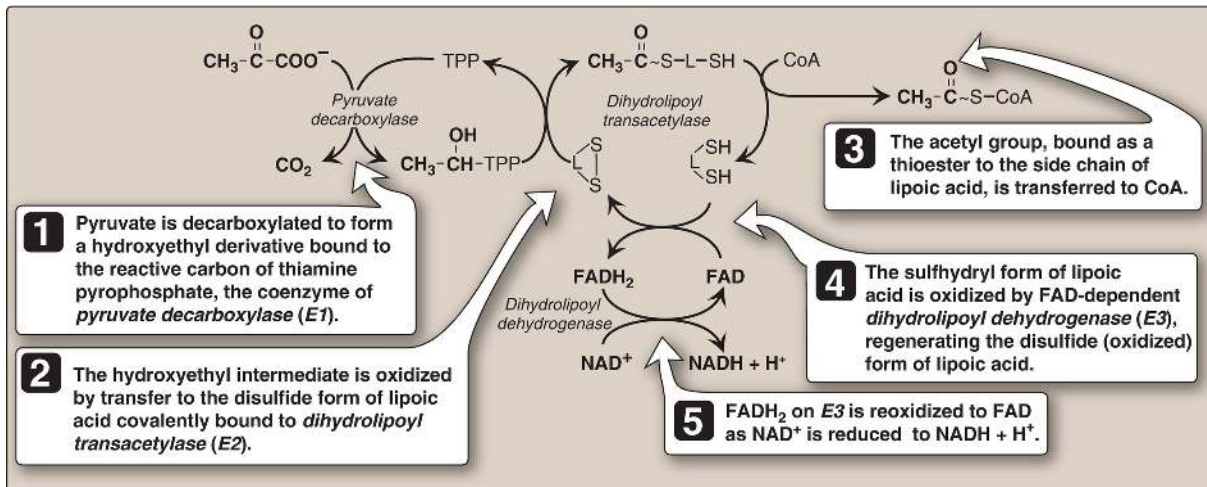 O
CH₃-C-COO⁻
TPP
O
CH₃-C~S-L-SH
CoA
O
CH₃-C~S-CoA
Pyruvate
decarboxylase
Dihydrolipoyl
transacetylase
CO₂
OH
CH₃-CH-TPP
S
L
S
SH
L
SH
3 The acetyl group, bound as a
thioester to the side chain of
lipoic acid, is transferred to CoA.
1 Pyruvate is decarboxylated to form
a hydroxyethyl derivative bound to
the reactive carbon of thiamine
pyrophosphate, the coenzyme of
pyruvate decarboxylase (E1).
FADH₂
FAD
Dihydrolipoyl
dehydrogenase
NAD⁺
NADH + H⁺
4 The sulfhydryl form of lipoic
acid is oxidized by FAD-dependent
dihydrolipoyl dehydrogenase (E3),
regenerating the disulfide (oxidized)
form of lipoic acid.
2 The hydroxyethyl intermediate is oxidized
by transfer to the disulfide form of lipoic
acid covalently bound to dihydrolipoyl
transacetylase (E2).
5 FADH₂ on E3 is reoxidized to FAD
as NAD⁺ is reduced to NADH + H⁺.